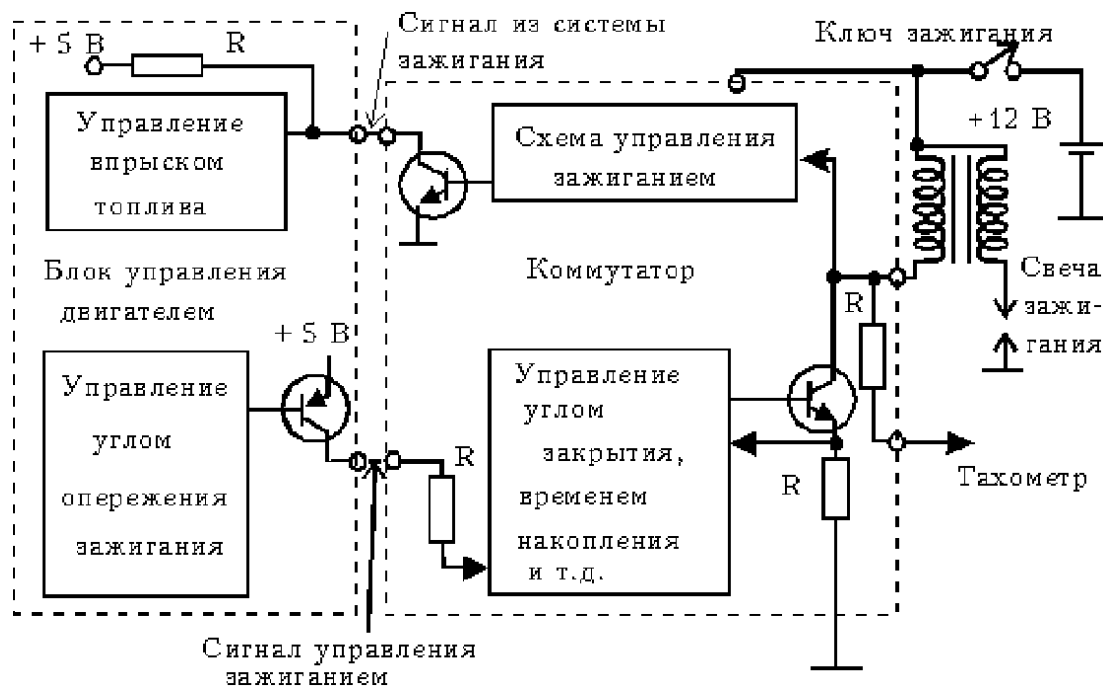 + 5 В
R
Сигнал из системы
зажигания
Ключ зажигания
Управление
впрыском
топлива
Схема управления
зажиганием
+12 В
Блок управления
двигателем
Коммутатор
Свеча
зажи-
гания
R
+ 5 В
Управление
углом
опережения
зажигания
R
Управление
углом
закрытия,
временем
накопления
и т.д.
R
Тахометр
Сигнал управления
зажиганием